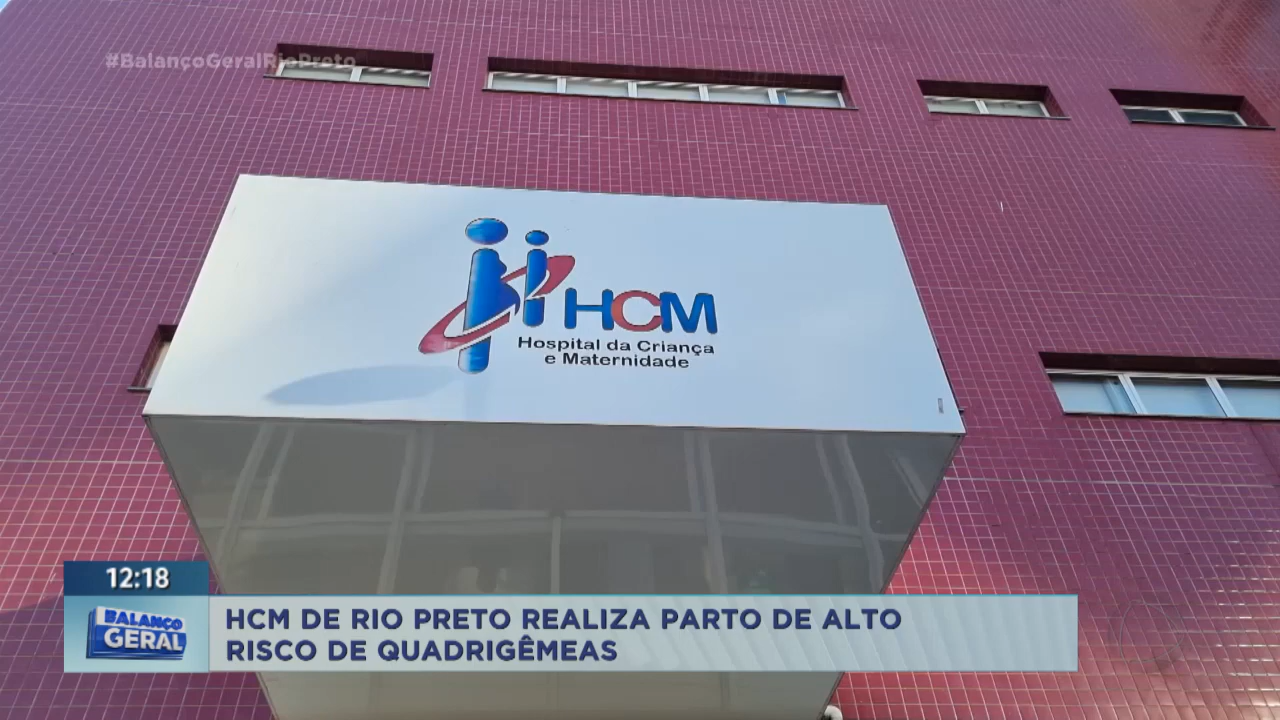 #BalançoGeralRioPreto
HCM
Hospital da Criança
e Maternidade
12:18
BALANÇO
GERAL
HCM DE RIO PRETO REALIZA PARTO DE ALTO
RISCO DE QUADRIGÊMEAS